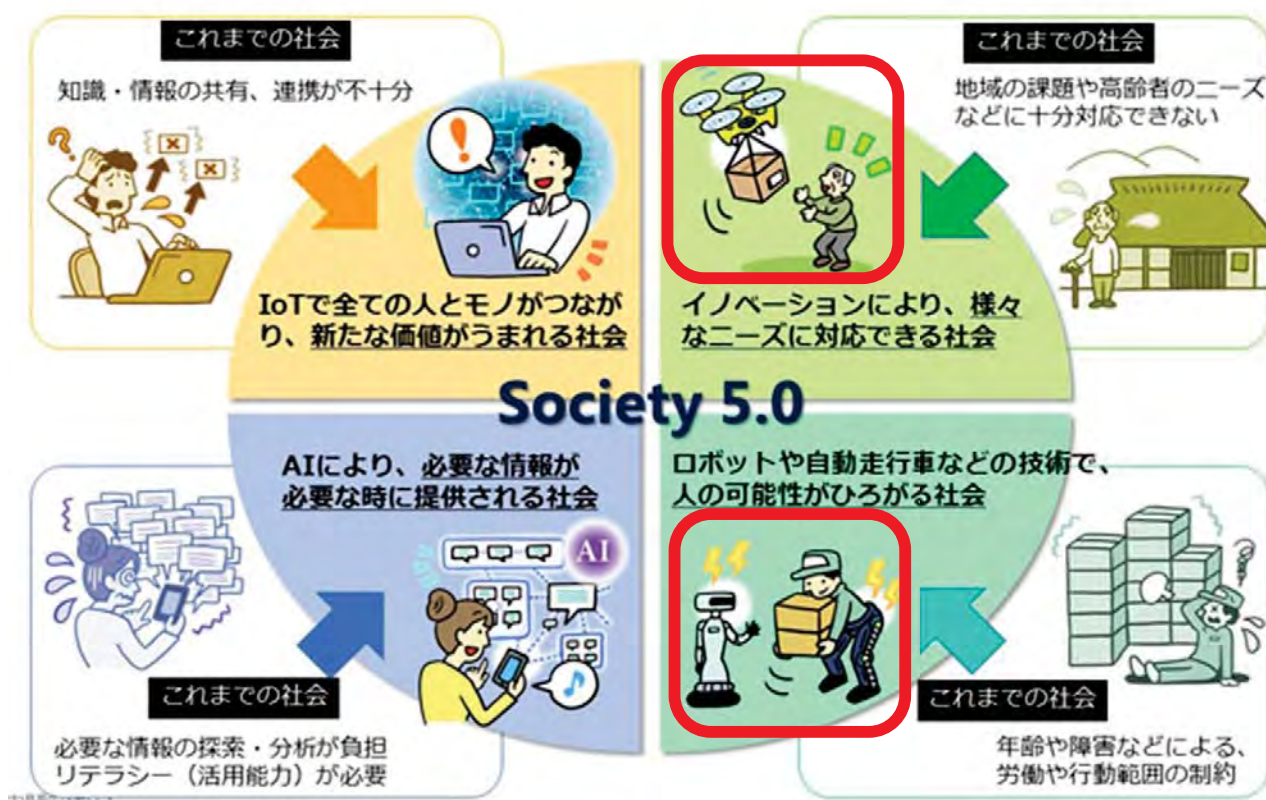 これまでの社会
知識・情報の共有、連携が不十分
IoTで全ての人とモノがつなが
り、新たな価値がうまれる社会
これまでの社会
地域の課題や高齢者のニーズ
などに十分対応できない
イノベーションにより、様々
なニーズに対応できる社会
Society 5.0
AIにより、必要な情報が
必要な時に提供される社会
AI
これまでの社会
必要な情報の探索・分析が負担
リテラシー（活用能力）が必要
ロボットや自動走行車などの技術で、
人の可能性がひろがる社会
これまでの社会
年齢や障害などによる、
労働や行動範囲の制約